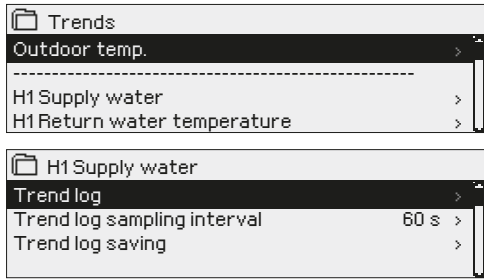 Trends
Outdoor temp. >
----------------------------------------------------
H1 Supply water >
H1 Return water temperature >
H1 Supply water
Trend log >
Trend log sampling interval 60 s >
Trend log saving >